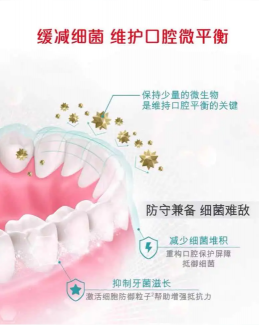 缓减细菌 维护口腔微平衡
保持少量的微生物
是维持口腔平衡的关键
防守兼备 细菌难敌
减少细菌堆积
重构口腔保护屏障
抵御细菌
抑制牙菌滋长
激活细胞防御粒子 帮助增强抵抗力